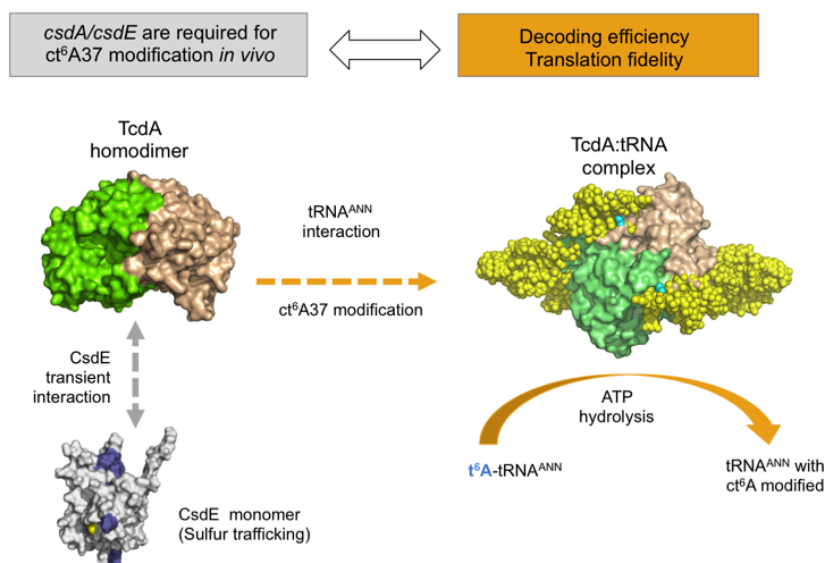 csdA/csdE are required for
ct⁶A37 modification in vivo
Decoding efficiency
Translation fidelity
TcdA
homodimer
TcdA:tRNA
complex
tRNAᴬᴺᴺ
interaction
ct⁶A37 modification
CsdE
transient
interaction
ATP
hydrolysis
t⁶A-tRNAᴬᴺᴺ
tRNAᴬᴺᴺ with
ct⁶A modified
CsdE monomer
(Sulfur trafficking)